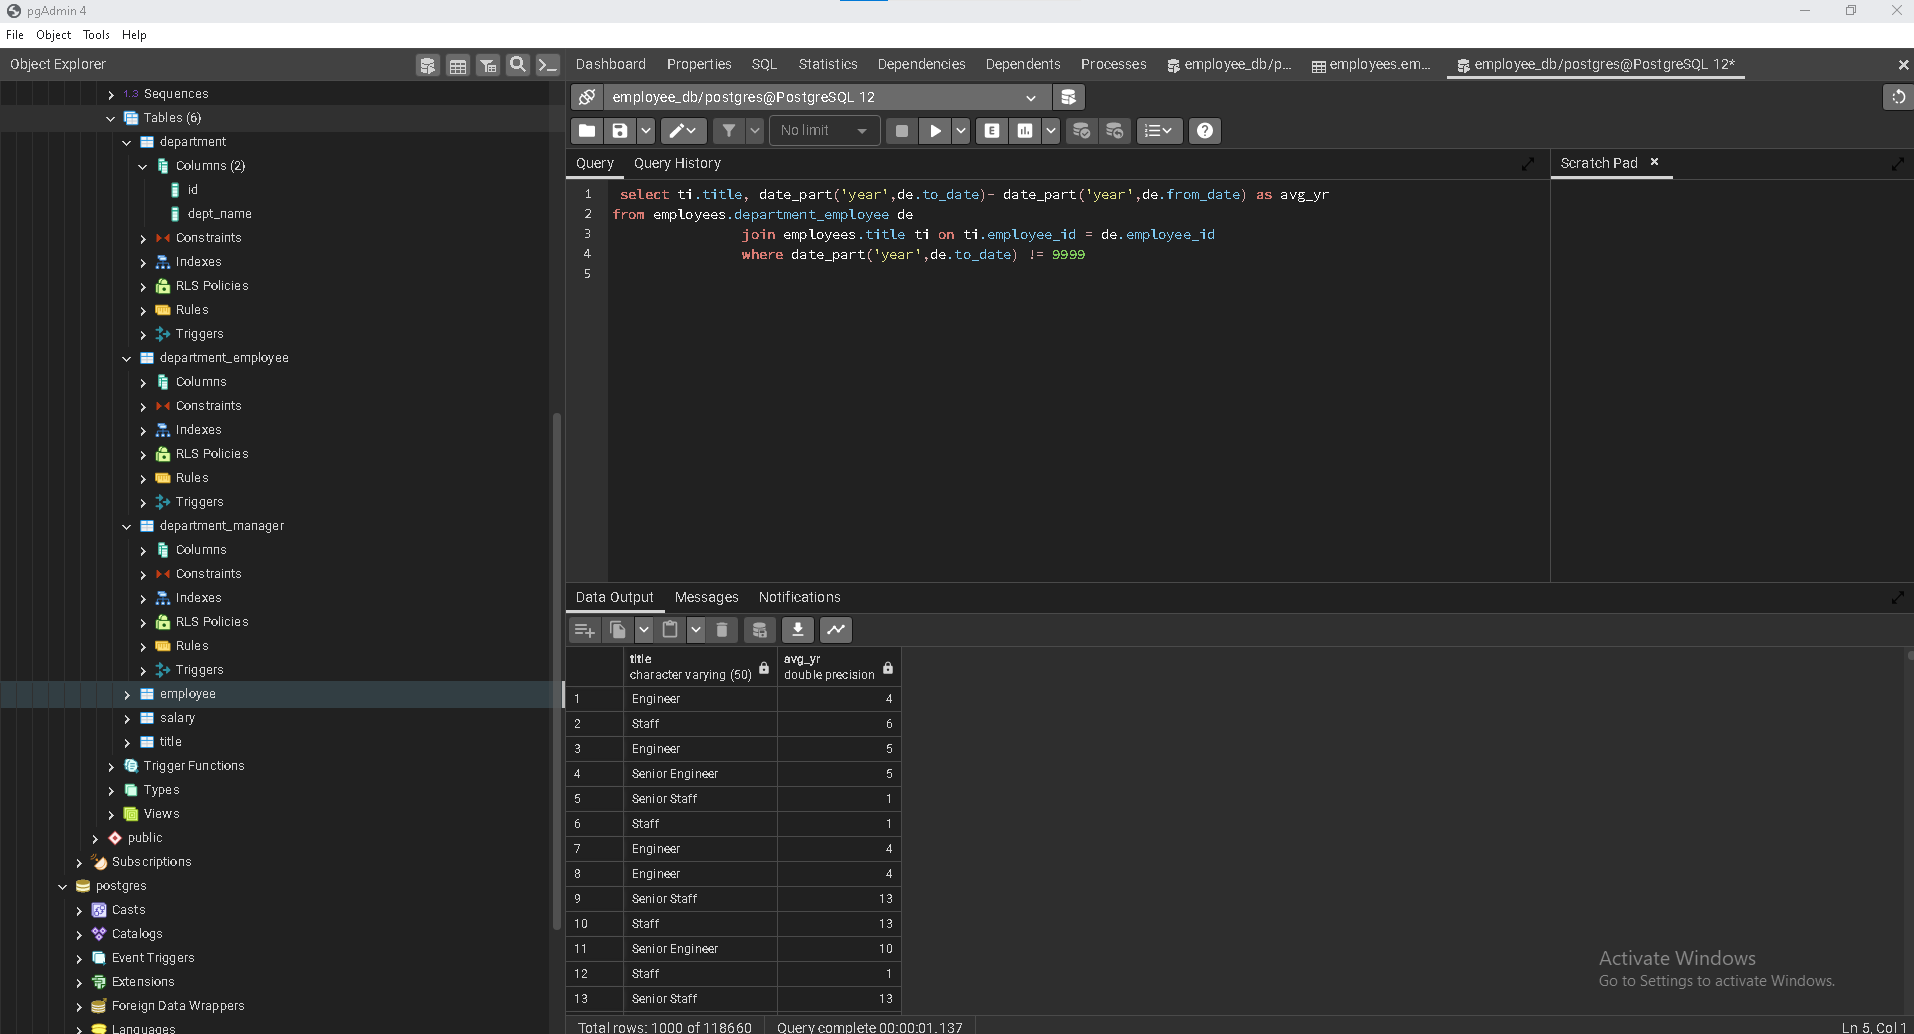 pgAdmin 4
File Object Tools Help
Object Explorer
Dashboard Properties SQL Statistics Dependencies Dependents Processes employee_db/p... employees.em... employee_db/postgres@PostgreSQL 12*
1.3 Sequences
Tables (6)
department
Columns (2)
id
dept_name
Constraints
Indexes
RLS Policies
Rules
Triggers
department_employee
Columns
Constraints
Indexes
RLS Policies
Rules
Triggers
department_manager
Columns
Constraints
Indexes
RLS Policies
Rules
Triggers
employee
salary
title
Trigger Functions
Types
Views
public
Subscriptions
postgres
Casts
Catalogs
Event Triggers
Extensions
Foreign Data Wrappers
Languages
employee_db/postgres@PostgreSQL 12
No limit
E
Query Query History
Scratch Pad
1 select ti.title, date_part('year',de.to_date)- date_part('year',de.from_date) as avg_yr
2 from employees.department_employee de
3 join employees.title ti on ti.employee_id = de.employee_id
4 where date_part('year',de.to_date) != 9999
5
Data Output Messages Notifications
title avg_yr
character varying (50) double precision
1 Engineer 4
2 Staff 6
3 Engineer 5
4 Senior Engineer 5
5 Senior Staff 1
6 Staff 1
7 Engineer 4
8 Engineer 4
9 Senior Staff 13
10 Staff 13
11 Senior Engineer 10
12 Staff 1
13 Senior Staff 13
Activate Windows
Go to Settings to activate Windows.
Total rows: 1000 of 118660 Query complete 00:00:01.137 Ln 5, Col 1